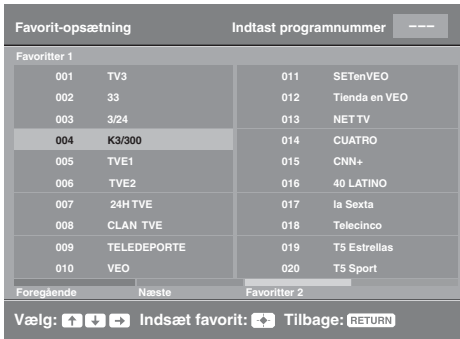 Favorit-opsætning Indtast programnummer ---
Favoritter 1
001 TV3 011 SETenVEO
002 33 012 Tienda en VEO
003 3/24 013 NET TV
004 K3/300 014 CUATRO
005 TVE1 015 CNN+
006 TVE2 016 40 LATINO
007 24H TVE 017 la Sexta
008 CLAN TVE 018 Telecinco
009 TELEDEPORTE 019 T5 Estrellas
010 VEO 020 T5 Sport
Foregående Næste Favoritter 2
Vælg: Indsæt favorit: Tilbage: RETURN